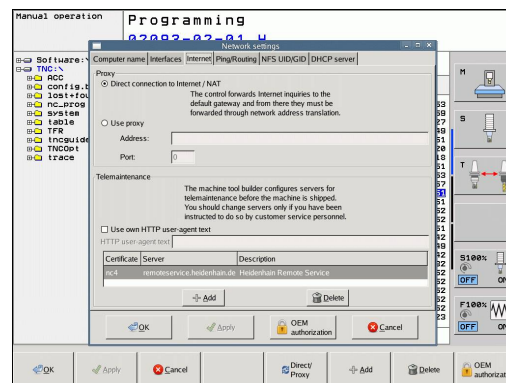 Manual operation
Programming
02093-02-01.H
Network settings
Computer name Interfaces Internet Ping/Routing NFS UID/GID DHCP server
Software:
TNC:\
ACC
config.b
lost+fou
nc_prog
system
table
TFR
tncguide
TNCOpt
trace
Proxy
Direct connection to Internet / NAT
The control forwards Internet inquiries to the
default gateway and from there they must be
forwarded through network address translation.
Use proxy
Address:
Port: 0
Telemaintenance
The machine tool builder configures servers for
telemaintenance before the machine is shipped.
You should change servers only if you have been
instructed to do so by customer service personnel.
Use own HTTP user-agent text
HTTP user-agent text
Certificate Server Description
nc4 remoteservice.heidenhain.de Heidenhain Remote Service
Add Delete
OK Apply OEM authorization Cancel
M
S
T
S100%
OFF ON
F100%
OFF ON
OK Apply Cancel Direct/ Proxy Add Delete OEM authorizat